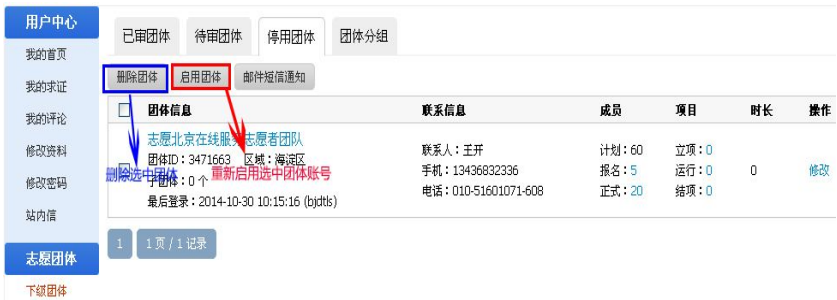 用户中心
我的首页
我的求证
我的评论
修改资料
修改密码
站内信
志愿团体
下级团体
已审团体 待审团体 停用团体 团体分组
删除团体 启用团体 邮件短信通知
团体信息 联系信息 成员 项目 时长 操作
志愿北京在线服务志愿者团队
团体ID：3471663 区域：海淀区
子团体：0 个
最后登录：2014-10-30 10:15:16 (bjdtls)
删除选中团体 重新启用选中团体账号
联系人：王开
手机：13436832336
电话：010-51601071-608
计划：60
报名：5
正式：20
立项：0
运行：0
结项：0
0
修改
1 1 页 / 1 记录